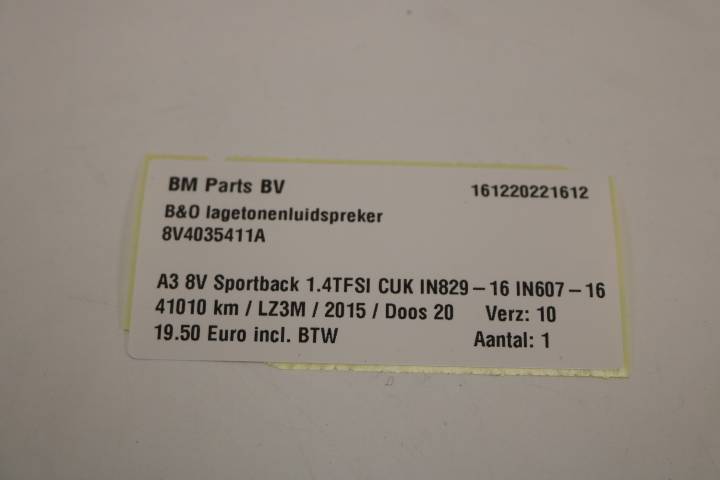 BM Parts BV 161220221612
B&O lagetonenluidspreker
8V4035411A
A3 8V Sportback 1.4TFSI CUK IN829-16 IN607-16
41010 km / LZ3M / 2015 / Doos 20 Verz: 10
19.50 Euro incl. BTW Aantal: 1